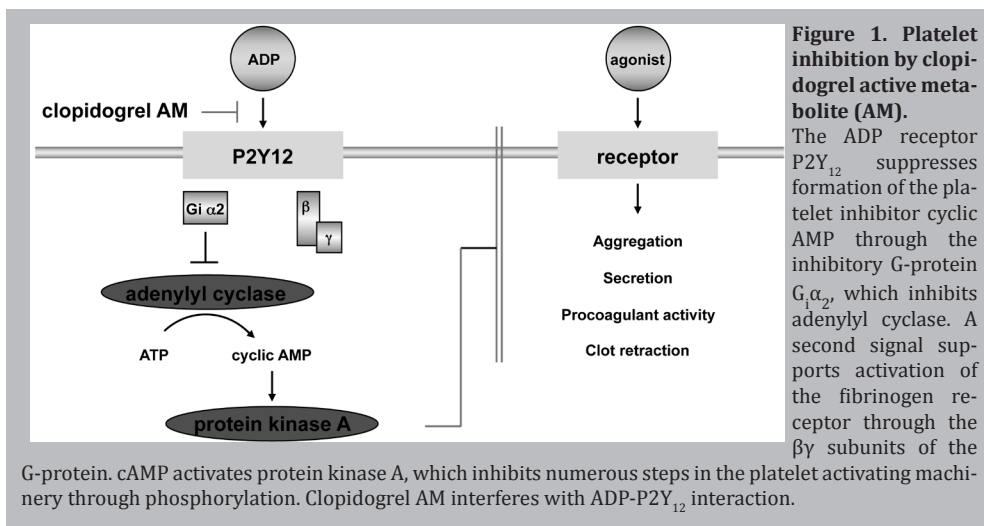 ADP
agonist
clopidogrel AM
P2Y12
receptor
Gi α2
β
γ
Aggregation
adenylyl cyclase
Secretion
Procoagulant activity
ATP
cyclic AMP
Clot retraction
protein kinase A
Figure 1. Platelet
inhibition by clopi-
dogrel active meta-
bolite (AM).
The ADP receptor
P2Y₁₂ suppresses
formation of the pla-
telet inhibitor cyclic
AMP through the
inhibitory G-protein
Gᵢα₂, which inhibits
adenylyl cyclase. A
second signal sup-
ports activation of
the fibrinogen re-
ceptor through the
βγ subunits of the
G-protein. cAMP activates protein kinase A, which inhibits numerous steps in the platelet activating machi-
nery through phosphorylation. Clopidogrel AM interferes with ADP-P2Y₁₂ interaction.